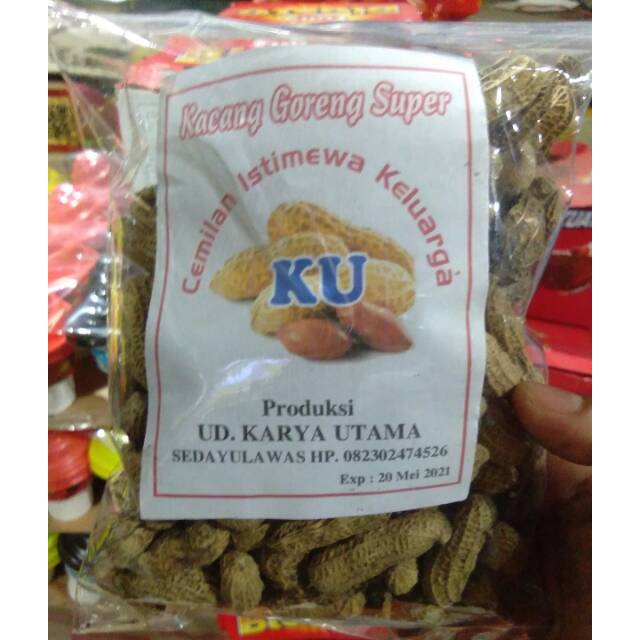 Kacang Goreng Super
Cemilan Istimewa Keluarga
KU
Produksi
UD. KARYA UTAMA
SEDAYULAWAS HP. 082302474526
Exp : 20 Mei 2021